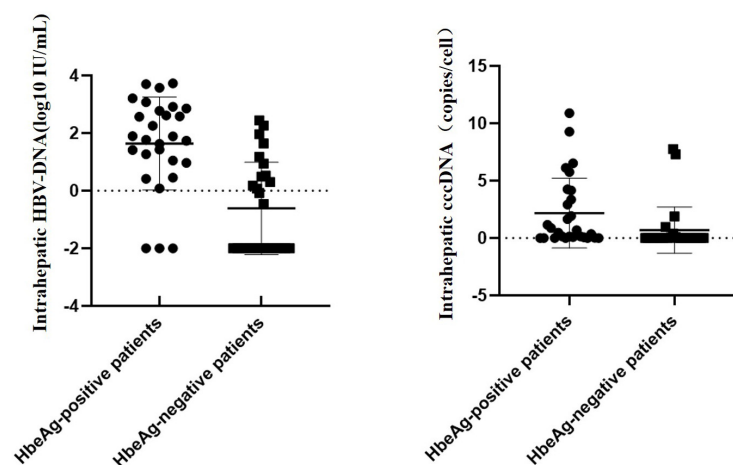 Intrahepatic HBV-DNA(log10 IU/mL)
4
2
0
-2
-4
HbeAg-positive patients
HbeAg-negative patients
Intrahepatic cccDNA（copies/cell）
15
10
5
0
-5
HbeAg-positive patients
HbeAg-negative patients